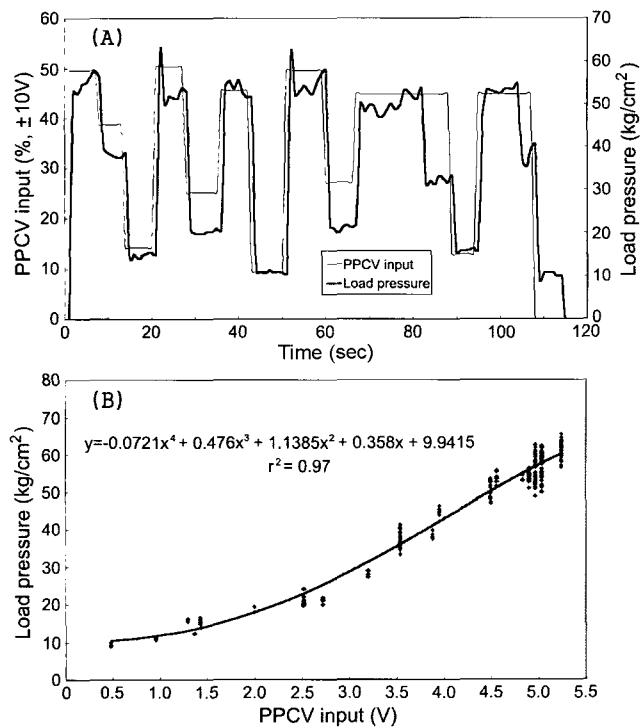 (A)
PPCV input (%, ±10V)
60
50
40
30
20
10
0
70
60
50
40
30
20
10
0
Load pressure (kg/cm²)
PPCV input
Load pressure
0 20 40 60 80 100 120
Time (sec)
(B)
Load pressure (kg/cm²)
80
70
60
50
40
30
20
10
0
y=-0.0721x⁴ + 0.476x³ + 1.1385x² + 0.358x + 9.9415
r² = 0.97
0 0.5 1.0 1.5 2.0 2.5 3.0 3.5 4.0 4.5 5.0 5.5
PPCV input (V)